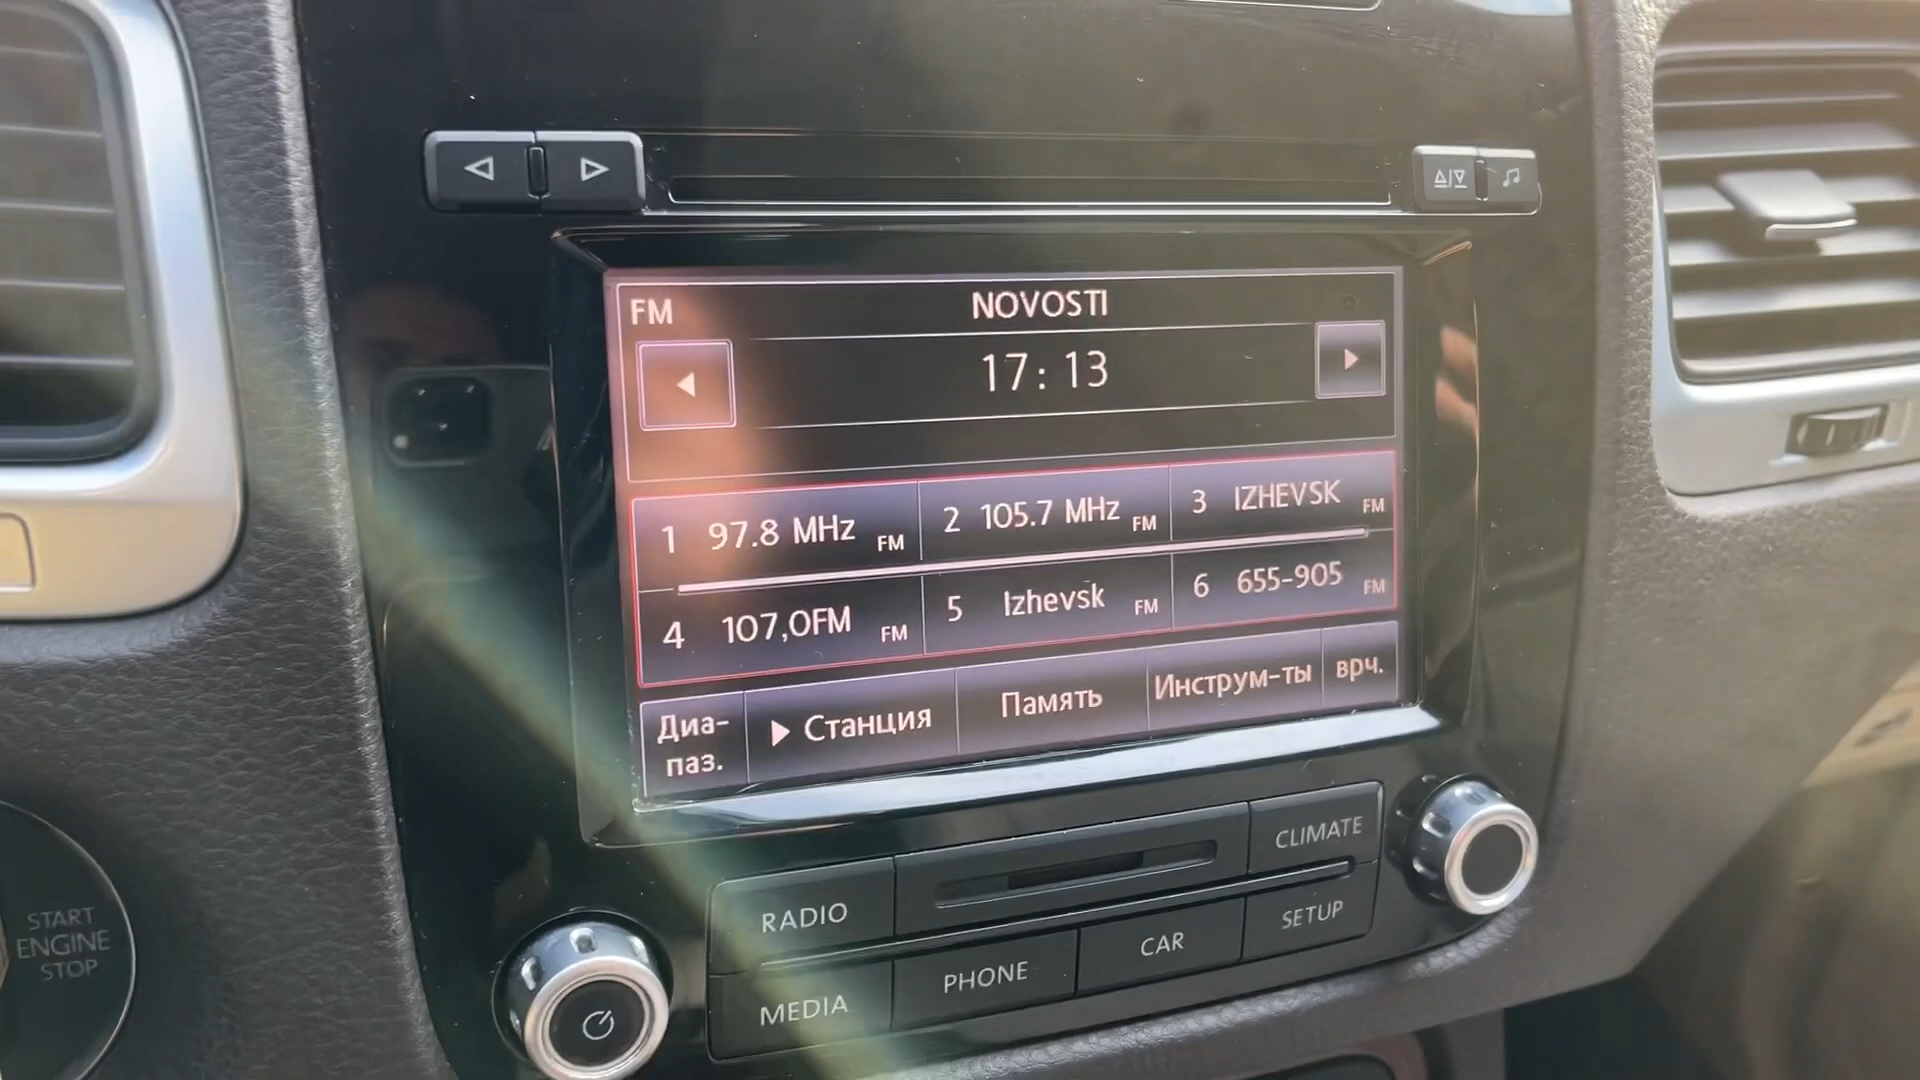 FM
NOVOSTI
17:13
1 97.8 MHz FM
2 105.7 MHz FM
3 IZHEVSK FM
4 107,0FM FM
5 Izhevsk FM
6 655-905 FM
Диа-
паз.
Станция
Память
Инструм-ты
врч.
CLIMATE
RADIO
SETUP
CAR
PHONE
MEDIA
START
ENGINE
STOP